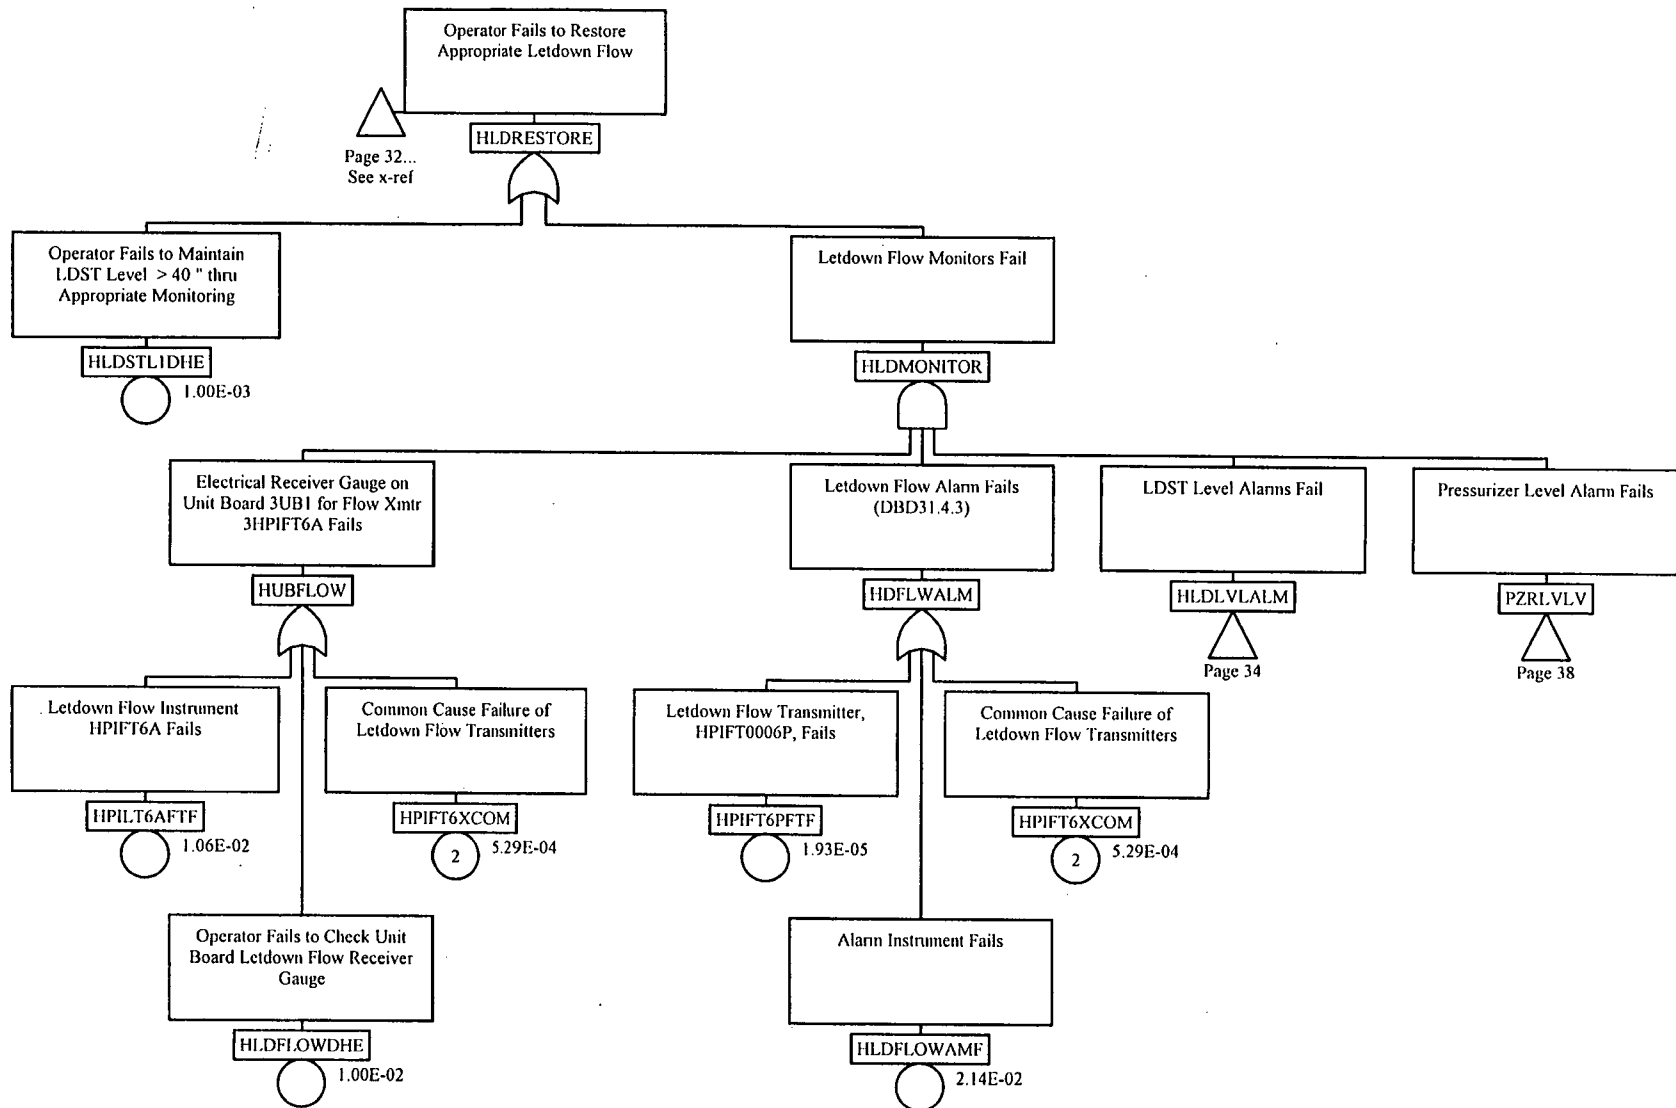 Operator Fails to Restore
Appropriate Letdown Flow
HLDRESTORE
Page 32...
See x-ref
Operator Fails to Maintain
LDST Level > 40 " thru
Appropriate Monitoring
HLDSTL1DHE
1.00E-03
Letdown Flow Monitors Fail
HLDMONITOR
Electrical Receiver Gauge on
Unit Board 3UB1 for Flow Xmtr
3HPIFT6A Fails
HUBFLOW
Letdown Flow Alarm Fails
(DBD31.4.3)
HDFLWALM
LDST Level Alarms Fail
HLDLVLALM
Page 34
Pressurizer Level Alarm Fails
PZRLVLV
Page 38
Letdown Flow Instrument
HPIFT6A Fails
HPILT6AFTF
1.06E-02
Common Cause Failure of
Letdown Flow Transmitters
HPIFT6XCOM
2
5.29E-04
Letdown Flow Transmitter,
HPIFT0006P, Fails
HPIFT6PFTF
1.93E-05
Common Cause Failure of
Letdown Flow Transmitters
HPIFT6XCOM
2
5.29E-04
Operator Fails to Check Unit
Board Letdown Flow Receiver
Gauge
HLDFLOWDHE
1.00E-02
Alarm Instrument Fails
HLDFLOWAMF
2.14E-02